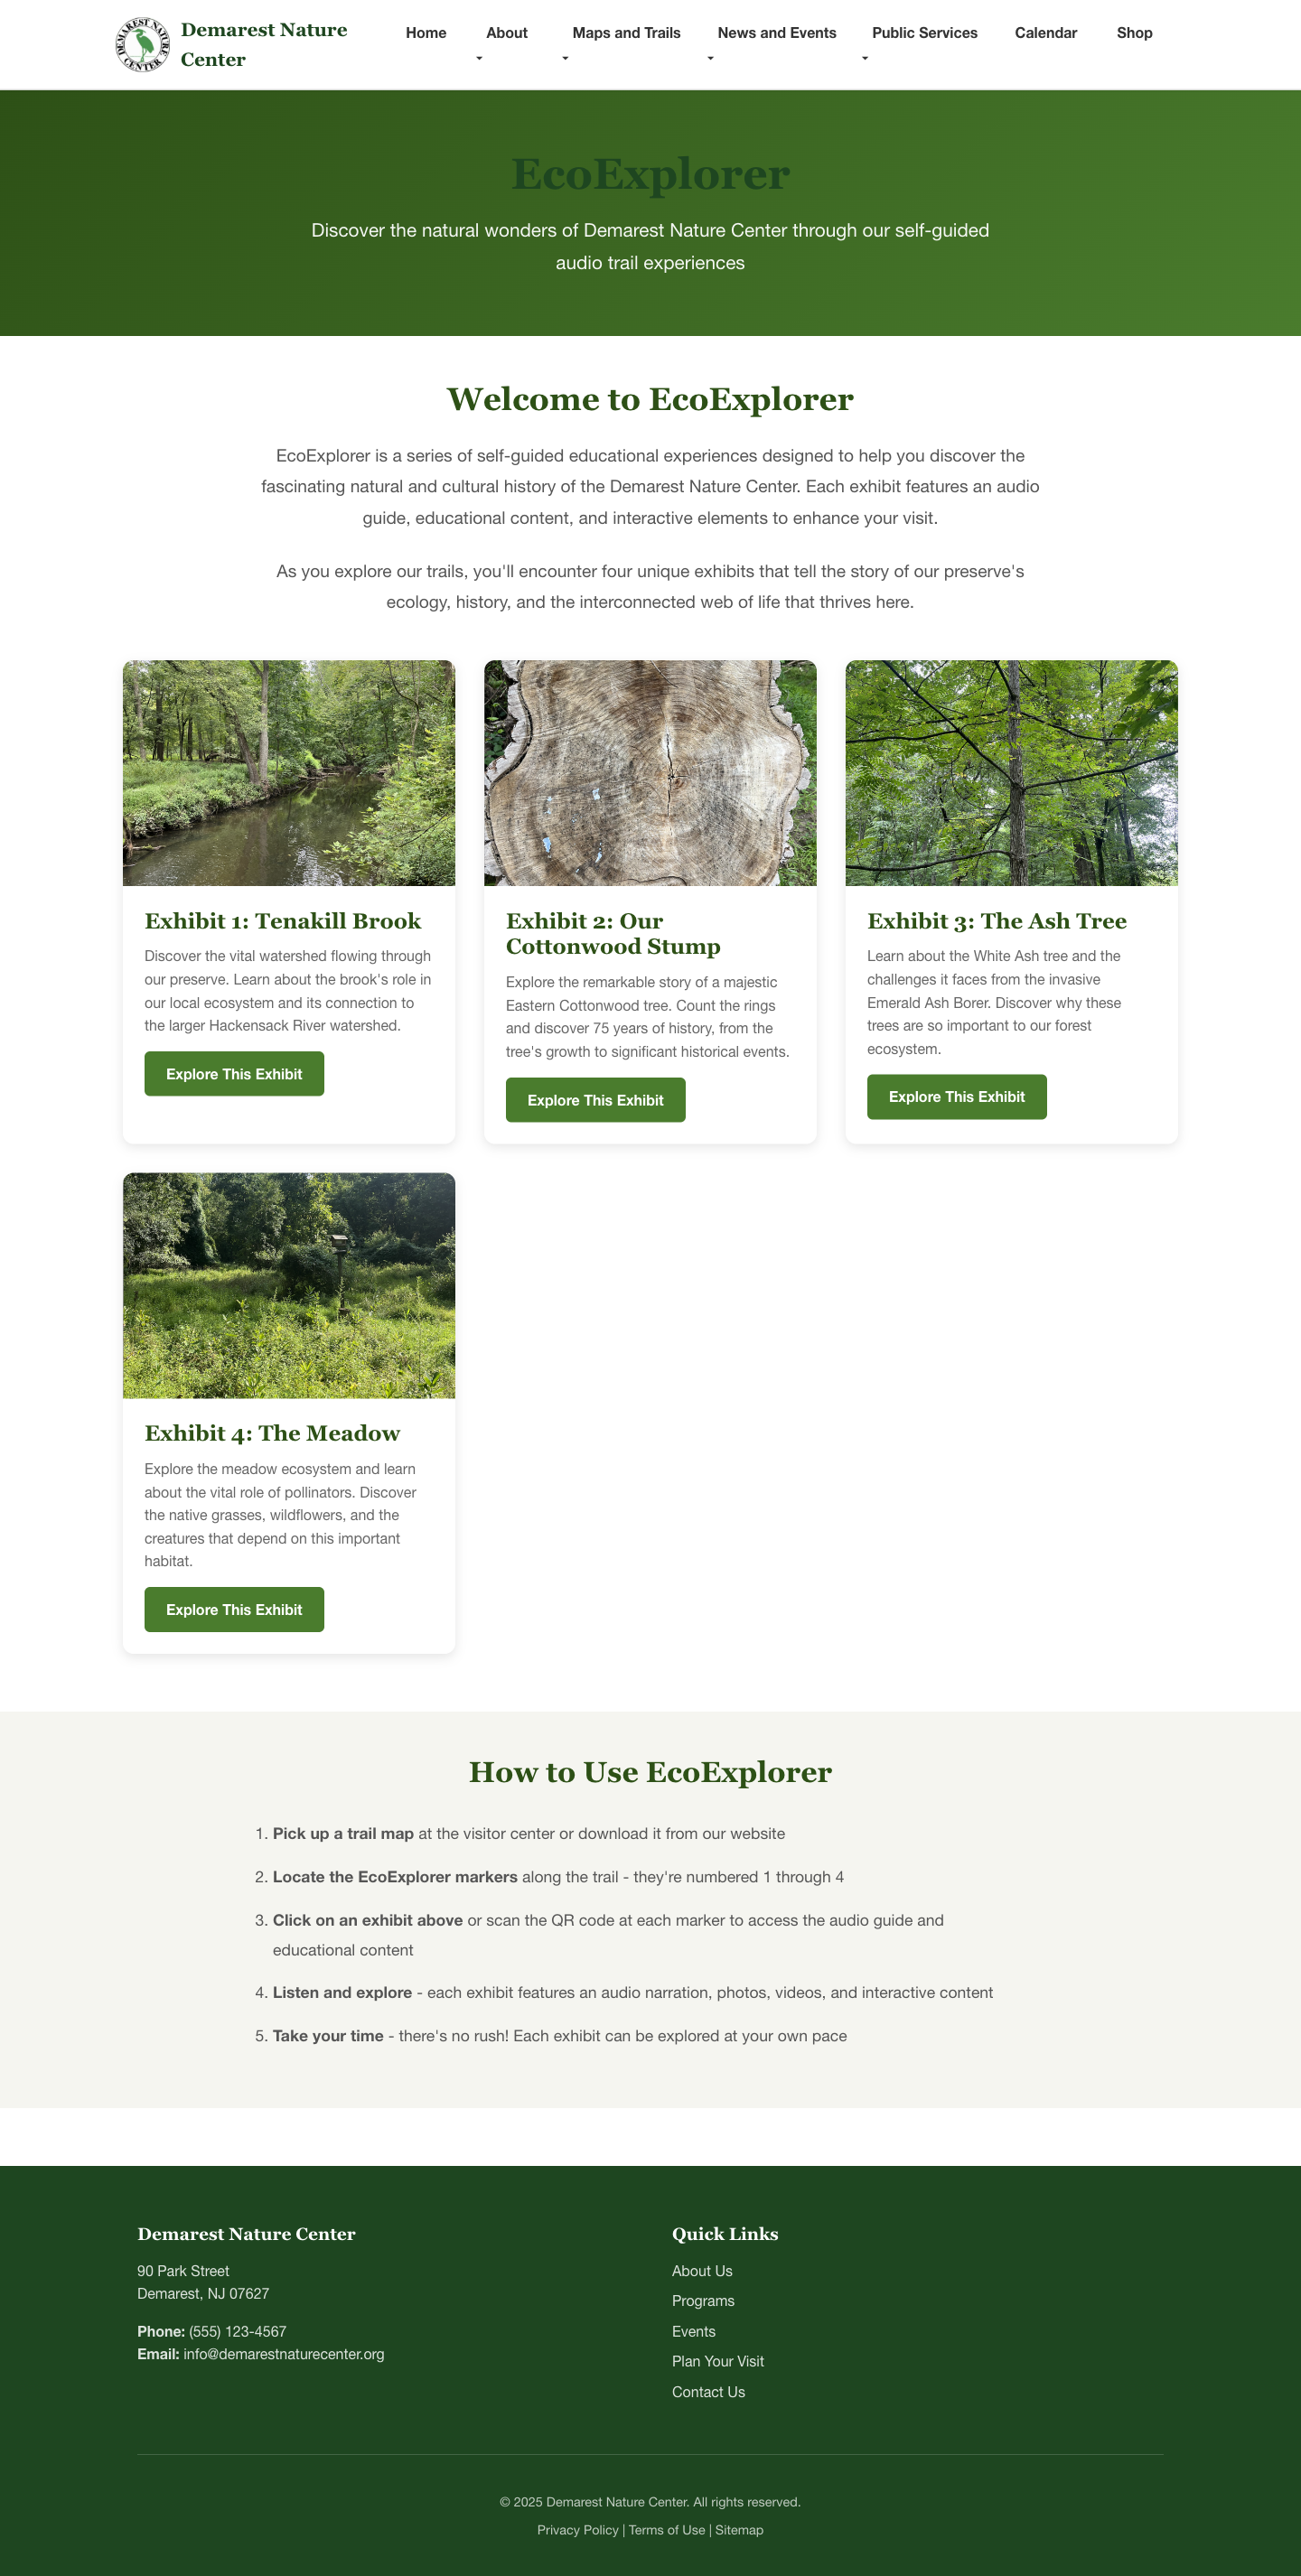 DEMAREST NATURE CENTER
Demarest Nature
Center
Home
About
Maps and Trails
News and Events
Public Services
Calendar
Shop
EcoExplorer
Discover the natural wonders of Demarest Nature Center through our self-guided
audio trail experiences
Welcome to EcoExplorer
EcoExplorer is a series of self-guided educational experiences designed to help you discover the
fascinating natural and cultural history of the Demarest Nature Center. Each exhibit features an audio
guide, educational content, and interactive elements to enhance your visit.
As you explore our trails, you'll encounter four unique exhibits that tell the story of our preserve's
ecology, history, and the interconnected web of life that thrives here.
Exhibit 1: Tenakill Brook
Discover the vital watershed flowing through
our preserve. Learn about the brook's role in
our local ecosystem and its connection to
the larger Hackensack River watershed.
Explore This Exhibit
Exhibit 2: Our
Cottonwood Stump
Explore the remarkable story of a majestic
Eastern Cottonwood tree. Count the rings
and discover 75 years of history, from the
tree's growth to significant historical events.
Explore This Exhibit
Exhibit 3: The Ash Tree
Learn about the White Ash tree and the
challenges it faces from the invasive
Emerald Ash Borer. Discover why these
trees are so important to our forest
ecosystem.
Explore This Exhibit
Exhibit 4: The Meadow
Explore the meadow ecosystem and learn
about the vital role of pollinators. Discover
the native grasses, wildflowers, and the
creatures that depend on this important
habitat.
Explore This Exhibit
How to Use EcoExplorer
1. Pick up a trail map at the visitor center or download it from our website
2. Locate the EcoExplorer markers along the trail - they're numbered 1 through 4
3. Click on an exhibit above or scan the QR code at each marker to access the audio guide and
educational content
4. Listen and explore - each exhibit features an audio narration, photos, videos, and interactive content
5. Take your time - there's no rush! Each exhibit can be explored at your own pace
Demarest Nature Center
90 Park Street
Demarest, NJ 07627
Phone: (555) 123-4567
Email: info@demarestnaturecenter.org
Quick Links
About Us
Programs
Events
Plan Your Visit
Contact Us
© 2025 Demarest Nature Center. All rights reserved.
Privacy Policy | Terms of Use | Sitemap